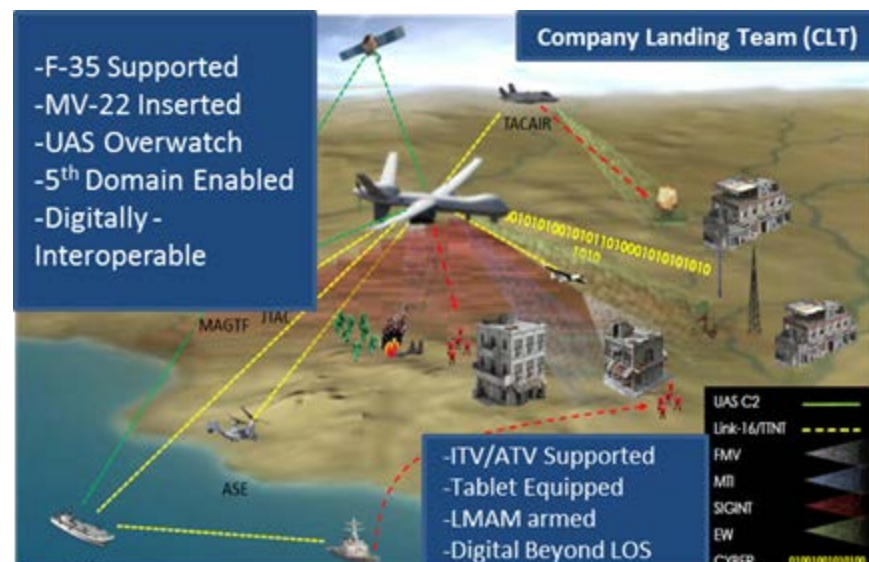 -F-35 Supported
-MV-22 Inserted
-UAS Overwatch
-5th Domain Enabled
-Digitally -
Interoperable
Company Landing Team (CLT)
TACAIR
010101001010110100010101010
1010
JTAC
MAGTF
ASE
-ITV/ATV Supported
-Tablet Equipped
-LMAM armed
-Digital Beyond LOS
UAS C2
Link-16/TTNT
FMV
MTI
SIGINT
EW
CYBER